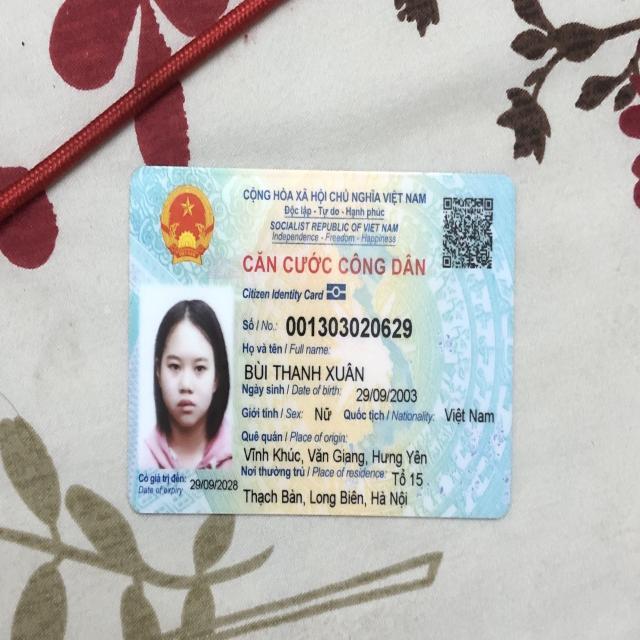 CỘNG HÒA XÃ HỘI CHỦ NGHĨA VIỆT NAM
Độc lập - Tự do - Hạnh phúc
SOCIALIST REPUBLIC OF VIET NAM
Independence - Freedom - Happiness
CĂN CƯỚC CÔNG DÂN
Citizen Identity Card
Số / No.: 001303020629
Họ và tên / Full name:
BÙI THANH XUÂN
Ngày sinh / Date of birth: 29/09/2003
Giới tính / Sex: Nữ Quốc tịch / Nationality: Việt Nam
Quê quán / Place of origin:
Vĩnh Khúc, Văn Giang, Hưng Yên
Nơi thường trú / Place of residence: Tổ 15
Thạch Bàn, Long Biên, Hà Nội
Có giá trị đến: 29/09/2028
Date of expiry